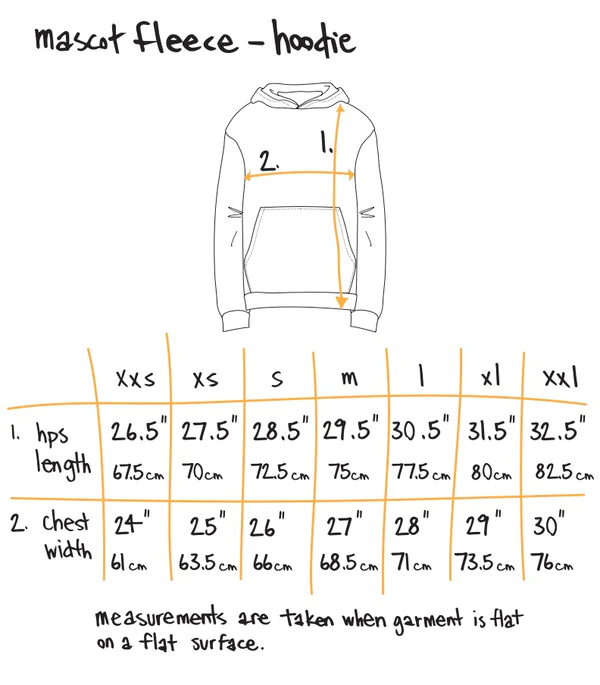 mascot fleece - hoodie
1.
2.
xxs xs s m l xl xxl
1. hps length 26.5" 27.5" 28.5" 29.5" 30.5" 31.5" 32.5"
67.5cm 70cm 72.5cm 75cm 77.5cm 80cm 82.5cm
2. chest width 24" 25" 26" 27" 28" 29" 30"
61cm 63.5cm 66cm 68.5cm 71cm 73.5cm 76cm
measurements are taken when garment is flat
on a flat surface.